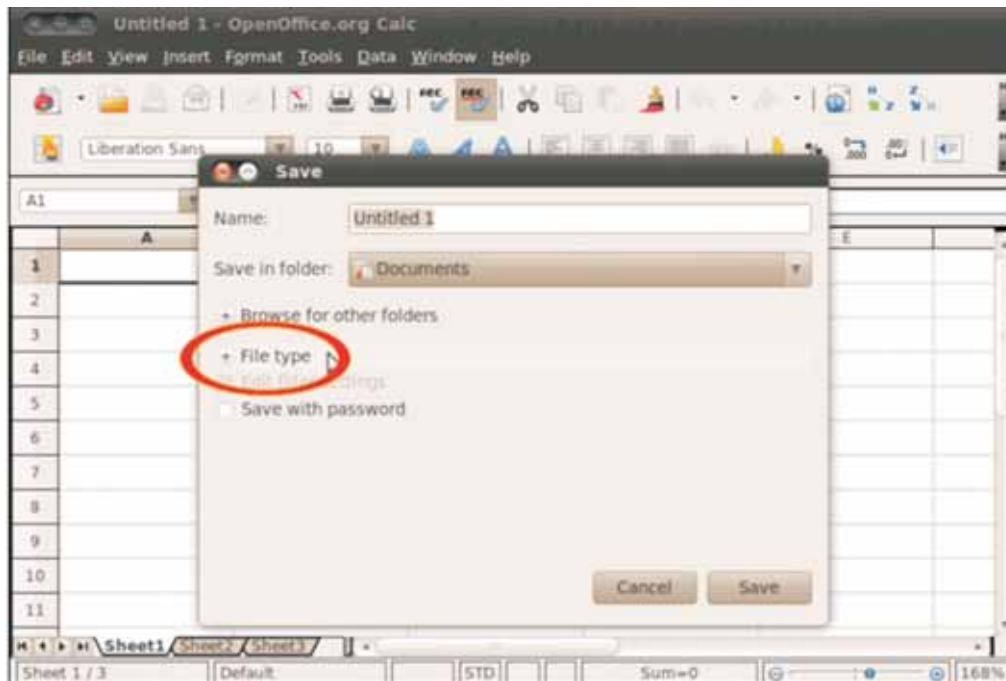 Untitled 1 - OpenOffice.org Calc
File Edit View Insert Format Tools Data Window Help
Liberation Sans 10
Save
A1
Name: Untitled 1
A E
Save in folder: Documents
1
2
+ Browse for other folders
3
+ File type
4
Edit filter settings
5
Save with password
6
7
8
9
10
Cancel Save
11
Sheet1 Sheet2 Sheet3
Sheet 1 / 3 Default STD Sum=0 168%